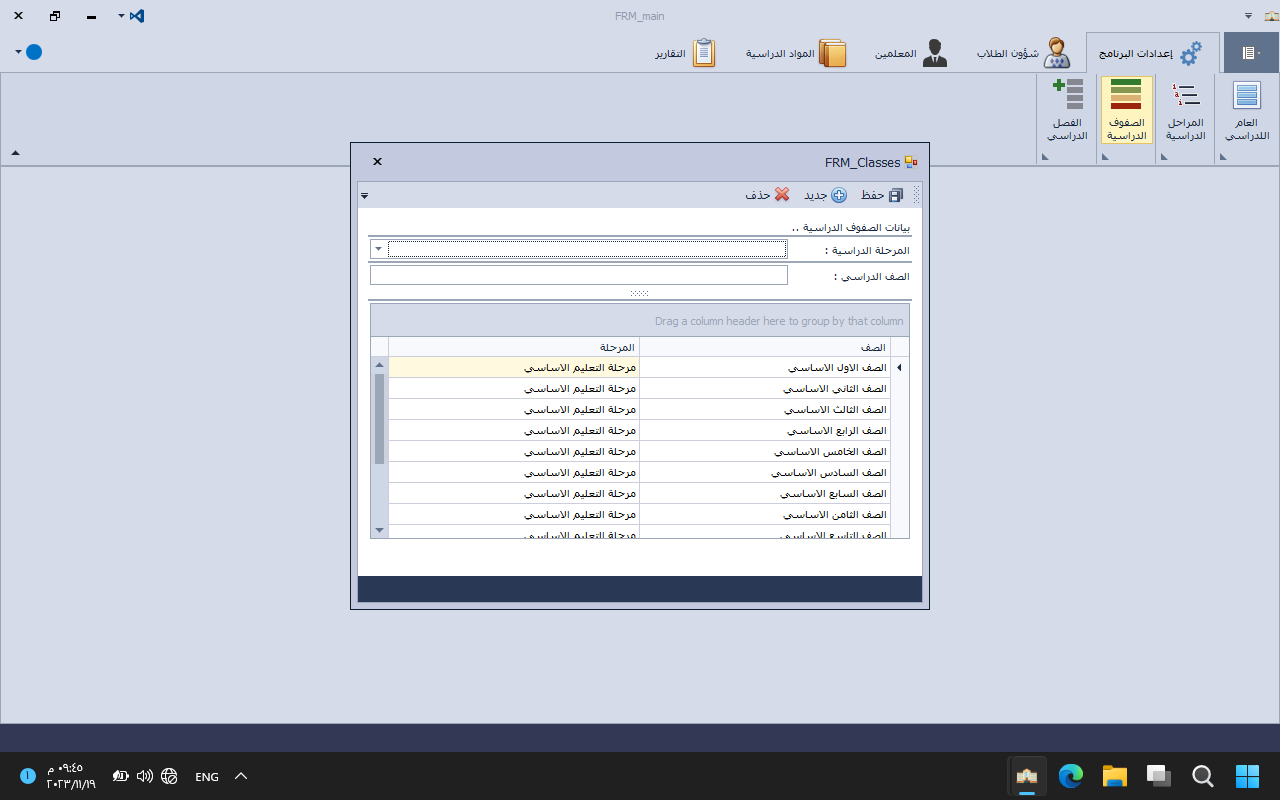 FRM_main
إعدادات البرنامج
شؤون الطلاب
المعلمين
المواد الدراسية
التقارير
العام اللدراسي
المراحل الدراسية
الصفوف الدراسية
الفصل الدراسي
FRM_Classes
حفظ جديد حذف
بيانات الصفوف الدراسية ..
المرحلة الدراسية :
الصف الدراسي :
Drag a column header here to group by that column
الصف المرحلة
الصف الاول الاساسي مرحلة التعليم الاساسي
الصف الثاني الاساسي مرحلة التعليم الاساسي
الصف الثالث الاساسي مرحلة التعليم الاساسي
الصف الرابع الاساسي مرحلة التعليم الاساسي
الصف الخامس الاساسي مرحلة التعليم الاساسي
الصف السادس الاساسي مرحلة التعليم الاساسي
الصف السابع الاساسي مرحلة التعليم الاساسي
الصف الثامن الاساسي مرحلة التعليم الاساسي
الصف التاسع الاساسي مرحلة التعليم الاساسي
ENG
٠٩:٤٥ م
٢٠٢٣/١١/١٩
١